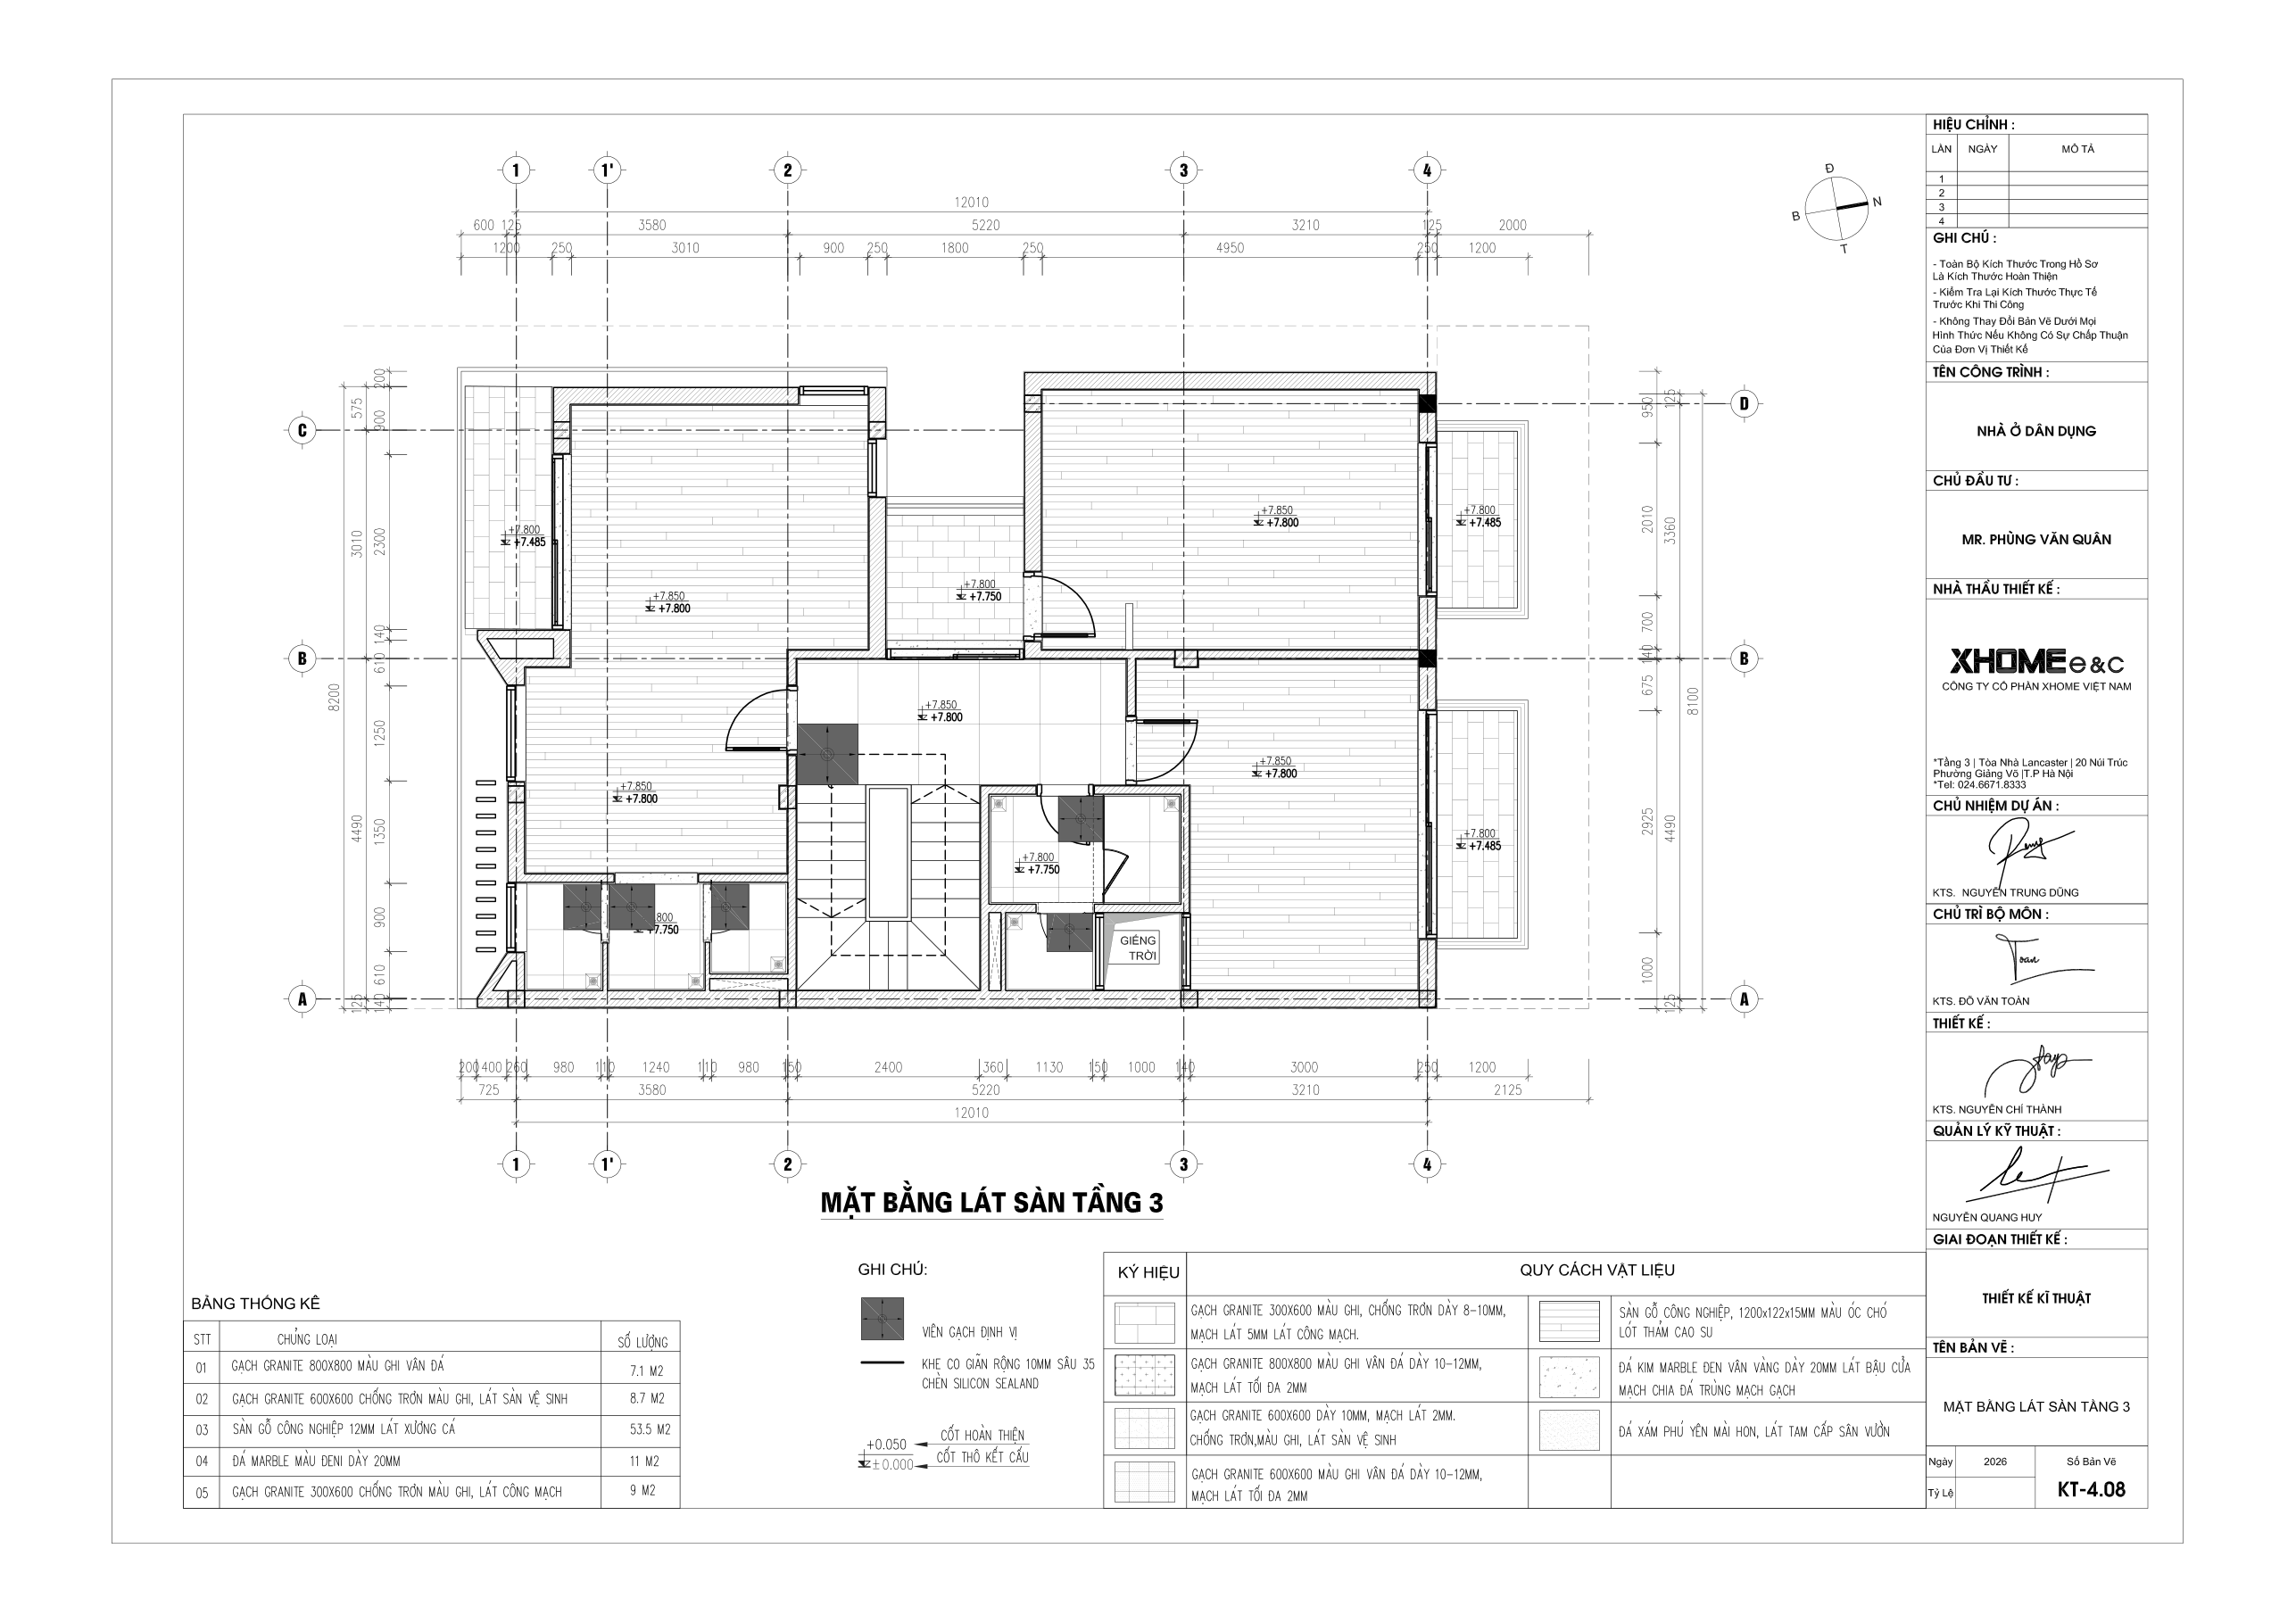 1
1'
2
3
4
12010
600
125
3580
5220
3210
125
2000
1200
250
3010
900
250
1800
250
4950
250
1200
Đ
B
N
T
C
B
A
D
B
A
8200
575
3010
4490
125
200
900
2300
140
610
1250
1350
900
610
140
950
2010
700
140
675
2925
1000
125
3360
4490
125
8100
+7.800
+7.485
+7.850
+7.800
+7.800
+7.750
+7.850
+7.800
+7.800
+7.485
+7.850
+7.800
+7.850
+7.800
+7.850
+7.800
+7.800
+7.485
+7.800
+7.750
800
+7.750
GIẾNG
TRỜI
200
400
260
980
110
1240
110
980
150
2400
360
1130
150
1000
140
3000
250
1200
725
3580
5220
3210
2125
12010
1
1'
2
3
4
MẶT BẰNG LÁT SÀN TẦNG 3
BẢNG THỐNG KÊ
STT
CHỦNG LOẠI
SỐ LƯỢNG
01
GẠCH GRANITE 800X800 MÀU GHI VÂN ĐÁ
7.1 M2
02
GẠCH GRANITE 600X600 CHỐNG TRƠN MÀU GHI, LÁT SÀN VỆ SINH
8.7 M2
03
SÀN GỖ CÔNG NGHIỆP 12MM LÁT XƯƠNG CÁ
53.5 M2
04
ĐÁ MARBLE MÀU ĐENI DÀY 20MM
11 M2
05
GẠCH GRANITE 300X600 CHỐNG TRƠN MÀU GHI, LÁT CÔNG MẠCH
9 M2
GHI CHÚ:
VIÊN GẠCH ĐỊNH VỊ
KHE CO GIÃN RỘNG 10MM SÂU 35
CHÈN SILICON SEALAND
+0.050
±0.000
CỐT HOÀN THIỆN
CỐT THÔ KẾT CẤU
KÝ HIỆU
QUY CÁCH VẬT LIỆU
GẠCH GRANITE 300X600 MÀU GHI, CHỐNG TRƠN DÀY 8-10MM,
MẠCH LÁT 5MM LÁT CÔNG MẠCH.
GẠCH GRANITE 800X800 MÀU GHI VÂN ĐÁ DÀY 10-12MM,
MẠCH LÁT TỐI ĐA 2MM
GẠCH GRANITE 600X600 DÀY 10MM, MẠCH LÁT 2MM.
CHỐNG TRƠN,MÀU GHI, LÁT SÀN VỆ SINH
GẠCH GRANITE 600X600 MÀU GHI VÂN ĐÁ DÀY 10-12MM,
MẠCH LÁT TỐI ĐA 2MM
SÀN GỖ CÔNG NGHIỆP, 1200x122x15MM MÀU ÓC CHÓ
LÓT THẢM CAO SU
ĐÁ KIM MARBLE ĐEN VÂN VÀNG DÀY 20MM LÁT BẬU CỬA
MẠCH CHIA ĐÁ TRÙNG MẠCH GẠCH
ĐÁ XÁM PHÚ YÊN MÀI HON, LÁT TAM CẤP SÂN VƯỜN
HIỆU CHỈNH :
LẦN
NGÀY
MÔ TẢ
1
2
3
4
GHI CHÚ :
- Toàn Bộ Kích Thước Trong Hồ Sơ
Là Kích Thước Hoàn Thiện
- Kiểm Tra Lại Kích Thước Thực Tế
Trước Khi Thi Công
- Không Thay Đổi Bản Vẽ Dưới Mọi
Hình Thức Nếu Không Có Sự Chấp Thuận
Của Đơn Vị Thiết Kế
TÊN CÔNG TRÌNH :
NHÀ Ở DÂN DỤNG
CHỦ ĐẦU TƯ :
MR. PHÙNG VĂN QUÂN
NHÀ THẦU THIẾT KẾ :
XHOME e&c
CÔNG TY CỔ PHẦN XHOME VIỆT NAM
*Tầng 3 | Tòa Nhà Lancaster | 20 Núi Trúc
Phường Giảng Võ |T.P Hà Nội
*Tel: 024.6671.8333
CHỦ NHIỆM DỰ ÁN :
KTS. NGUYỄN TRUNG DŨNG
CHỦ TRÌ BỘ MÔN :
KTS. ĐỖ VĂN TOÀN
THIẾT KẾ :
KTS. NGUYỄN CHÍ THÀNH
QUẢN LÝ KỸ THUẬT :
NGUYỄN QUANG HUY
GIAI ĐOẠN THIẾT KẾ :
THIẾT KẾ KĨ THUẬT
TÊN BẢN VẼ :
MẶT BẰNG LÁT SÀN TẦNG 3
Ngày
2026
Số Bản Vẽ
Tỷ Lệ
KT-4.08